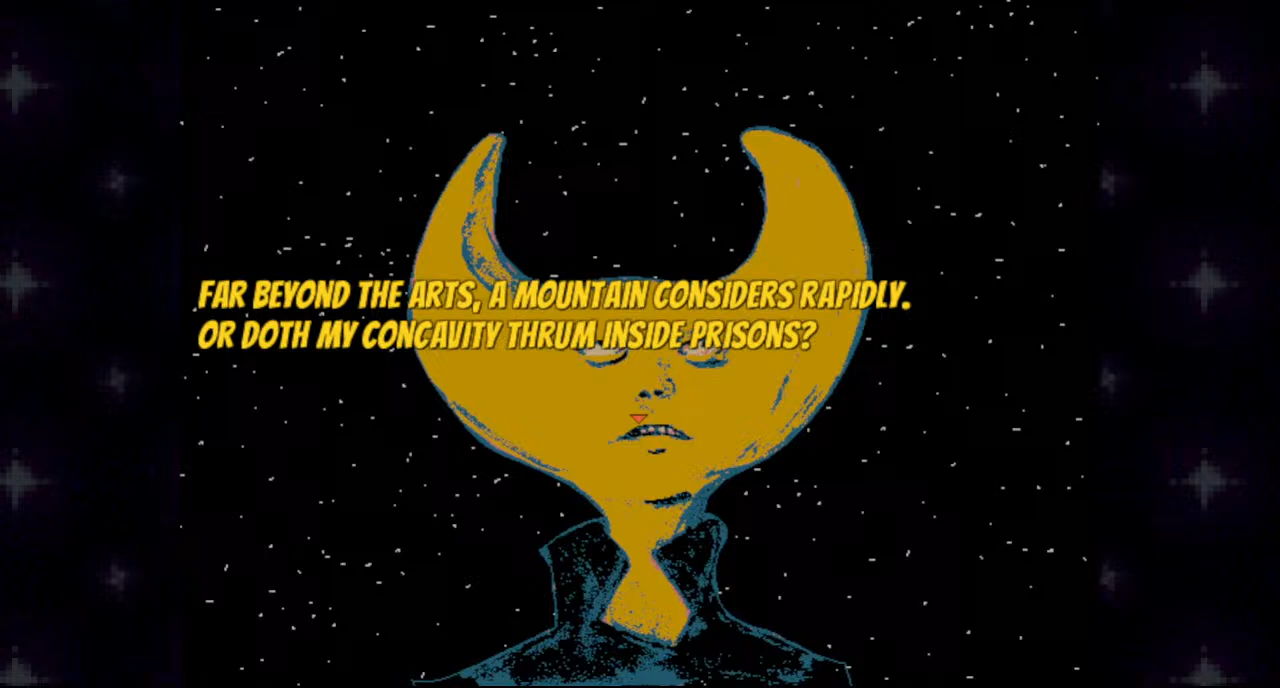 FAR BEYOND THE ARTS, A MOUNTAIN CONSIDERS RAPIDLY.
OR DOTH MY CONCAVITY THRUM INSIDE PRISONS?